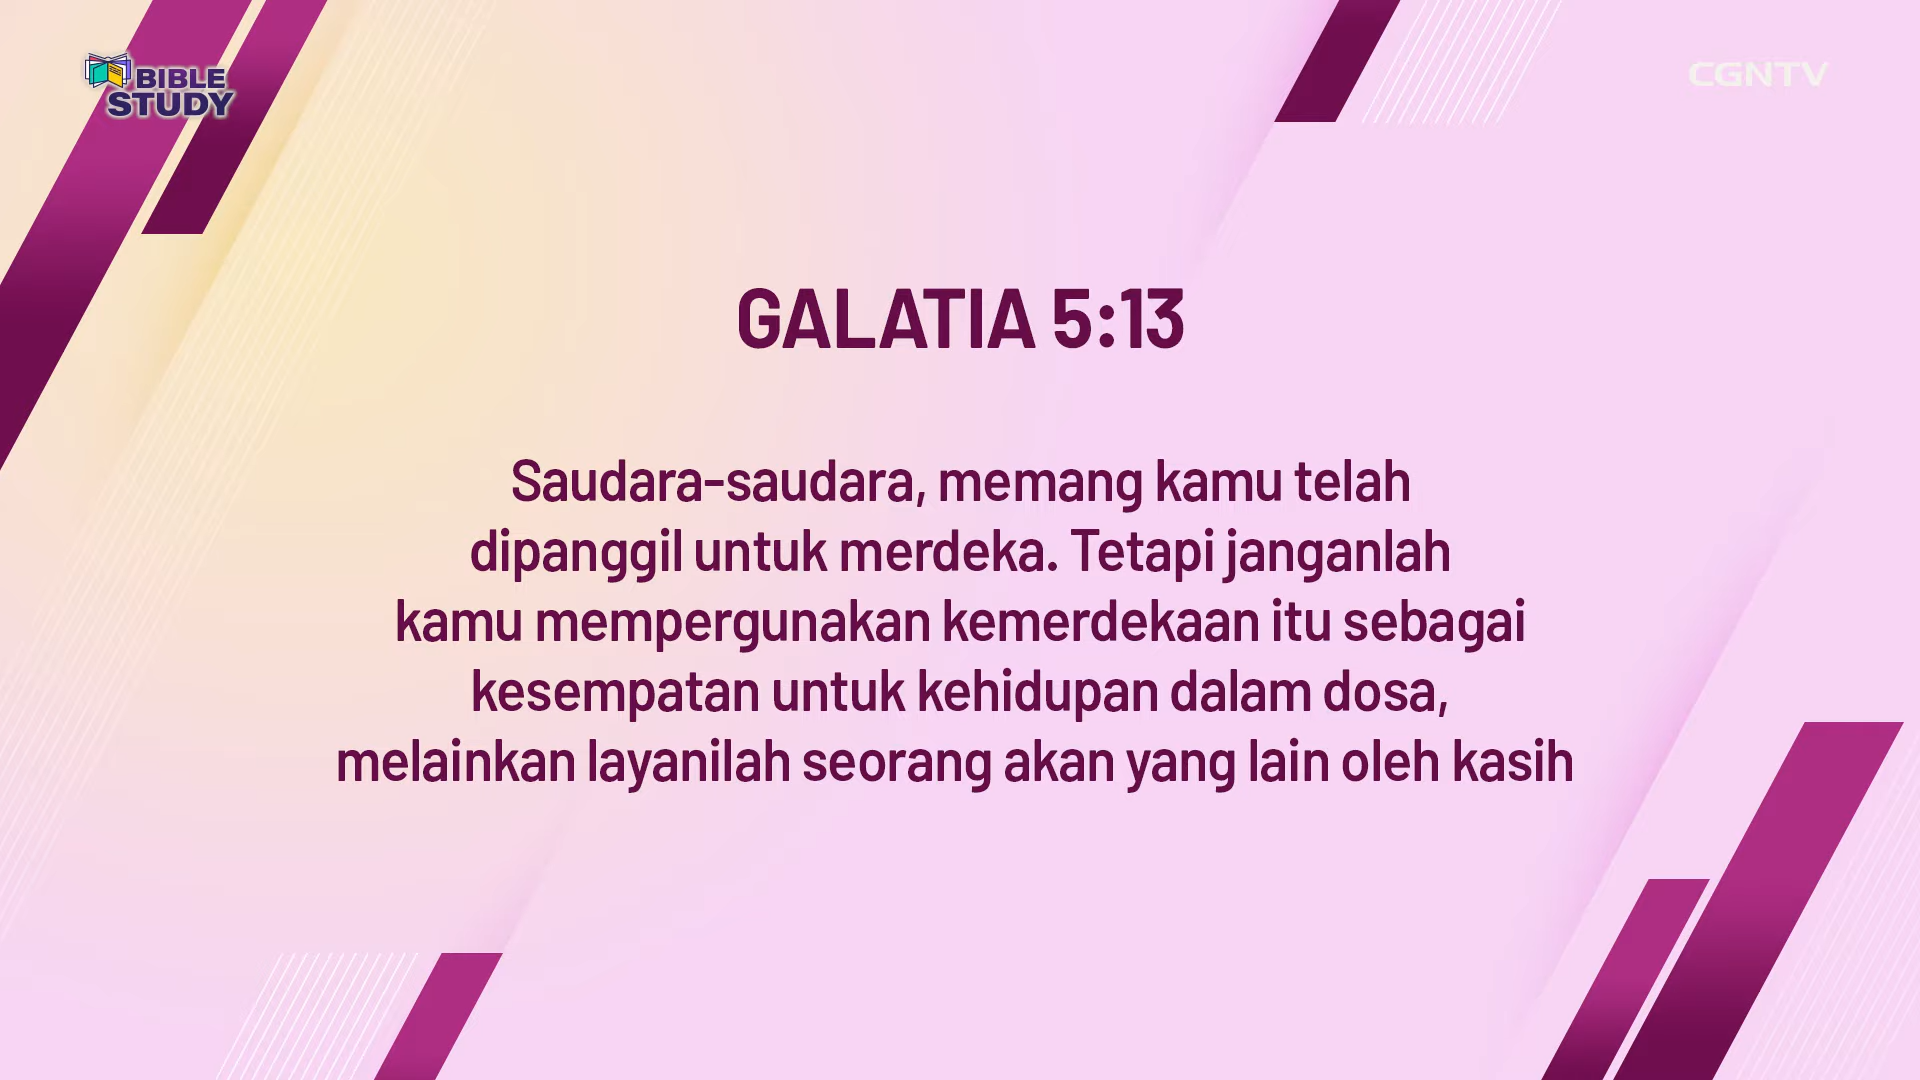 BIBLE
STUDY
CGNTV
GALATIA 5:13
Saudara-saudara, memang kamu telah
dipanggil untuk merdeka. Tetapi janganlah
kamu mempergunakan kemerdekaan itu sebagai
kesempatan untuk kehidupan dalam dosa,
melainkan layanilah seorang akan yang lain oleh kasih